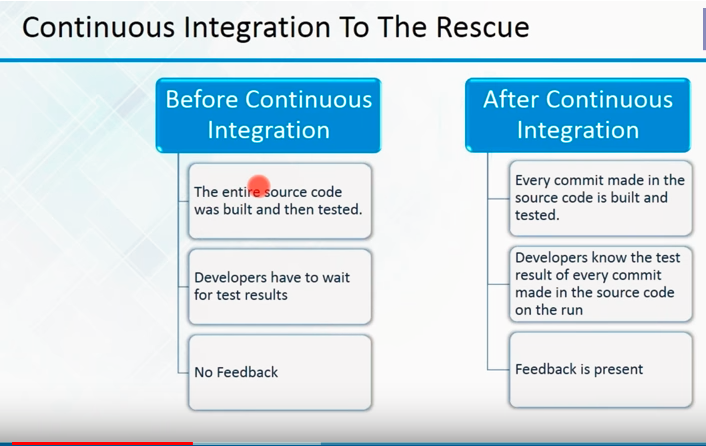 Continuous Integration To The Rescue
Before Continuous
Integration
The entire source code
was built and then tested.
Developers have to wait
for test results
No Feedback
After Continuous
Integration
Every commit made in the
source code is built and
tested.
Developers know the test
result of every commit
made in the source code
on the run
Feedback is present